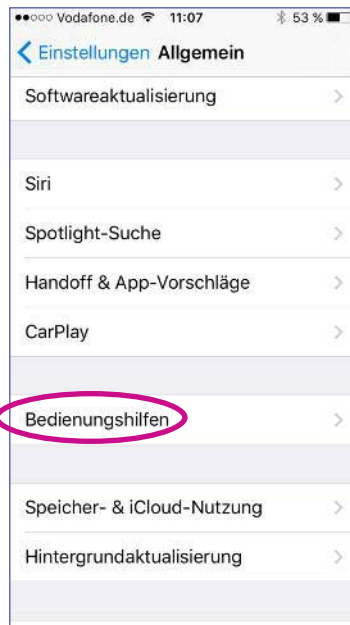 Vodafone.de 11:07 53 %
Einstellungen Allgemein
Softwareaktualisierung
Siri
Spotlight-Suche
Handoff & App-Vorschläge
CarPlay
Bedienungshilfen
Speicher- & iCloud-Nutzung
Hintergrundaktualisierung